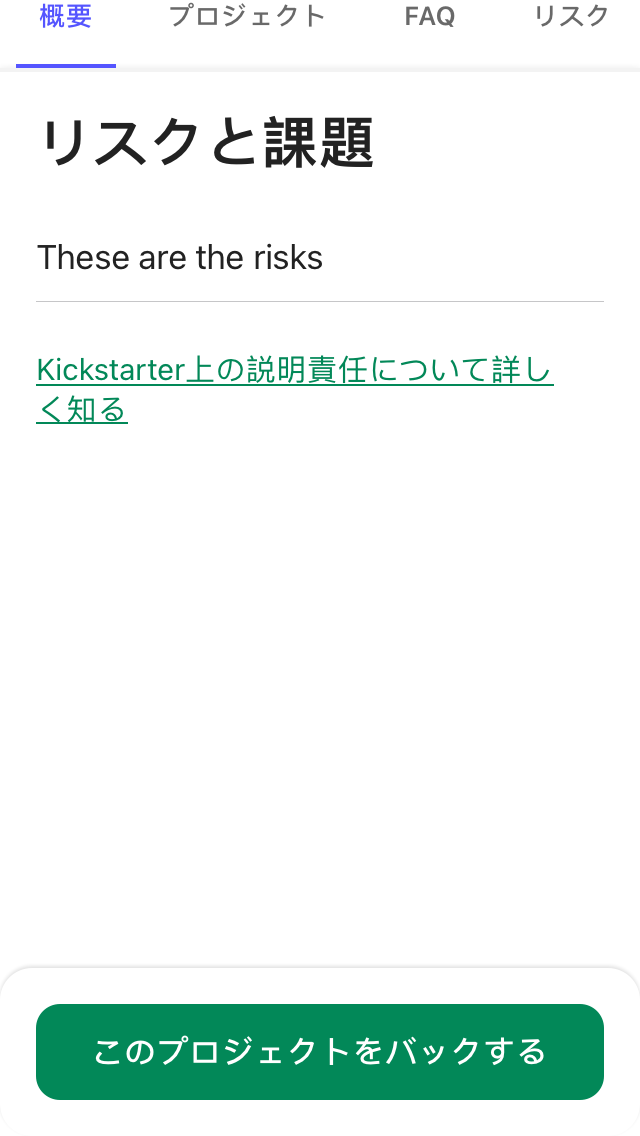 概要 プロジェクト FAQ リスク
リスクと課題
These are the risks
Kickstarter上の説明責任について詳し
く知る
このプロジェクトをバックする